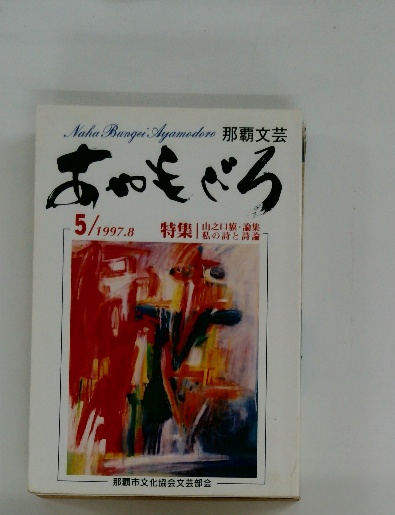 Naha Bungei Ayamodoro 那覇文芸
あやもどろ
5/1997.8
特集 山之口貘・論集
私の詩と詩論
那覇市文化協会文芸部会